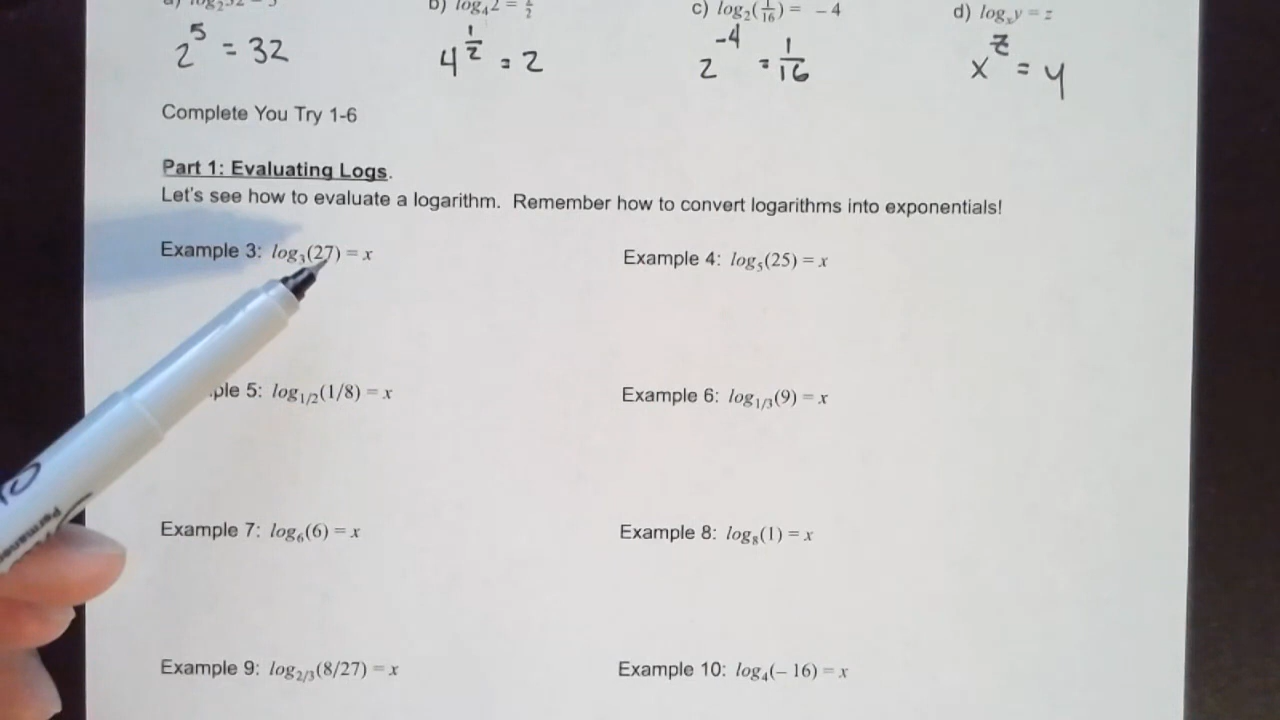 a) log₂32 = 5 b) log₄2 = ½ c) log₂(1/16) = − 4 d) logₓy = z
2⁵ = 32 4^(1/2) = 2 2⁻⁴ = 1/16 x^z = y
Complete You Try 1-6
Part 1: Evaluating Logs.
Let's see how to evaluate a logarithm. Remember how to convert logarithms into exponentials!
Example 3: log₃(27) = x Example 4: log₅(25) = x
ple 5: log₁/₂(1/8) = x Example 6: log₁/₃(9) = x
Example 7: log₆(6) = x Example 8: log₈(1) = x
Example 9: log₂/₃(8/27) = x Example 10: log₄(− 16) = x